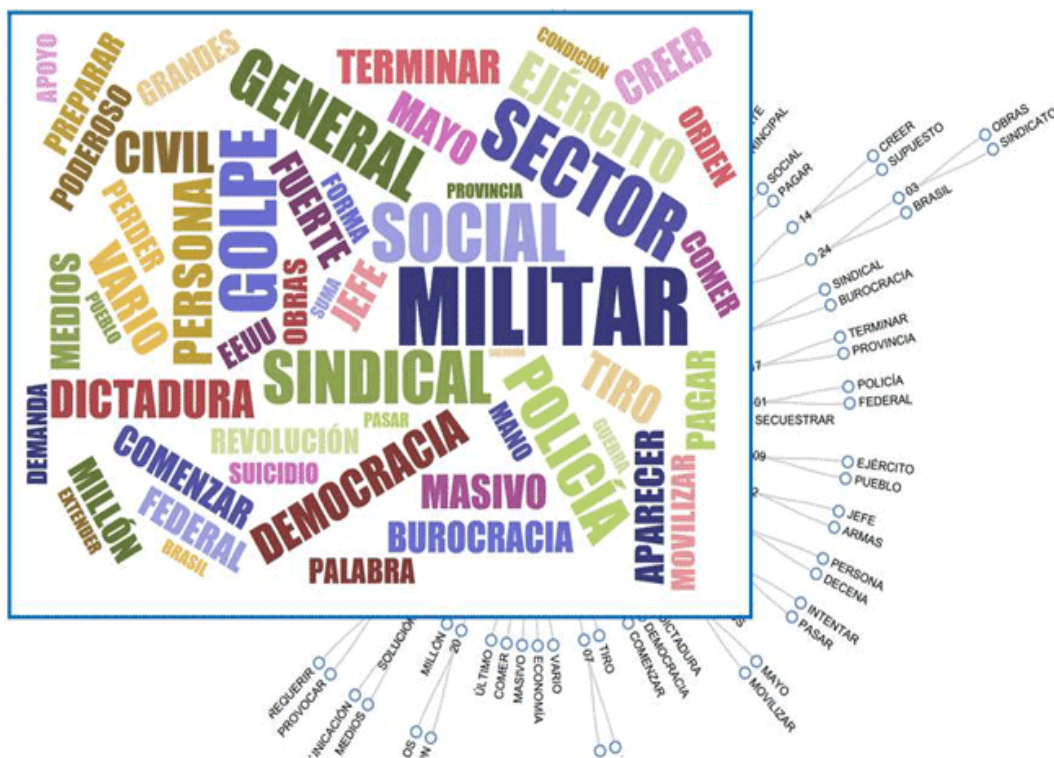 APOYO
PREPARAR
PODEROSO
GRANDES
GENERAL
TERMINAR
CONDICIÓN
EJÉRCITO
CREER
MAYO
SECTOR
ORDEN
CIVIL
PERSONA
GOLPE
FUERTE
FORMA
PROVINCIA
SOCIAL
COMER
PERDER
VARIO
MEDIOS
PUEBLO
EEUU
OBRAS
SUMA
JEFE
MILITAR
SINDICAL
TIRO
PAGAR
DICTADURA
DEMANDA
POLICÍA
MANO
GUERRA
PASAR
REVOLUCIÓN
SUICIDIO
DEMOCRACIA
COMENZAR
MILLÓN
EXTENDER
FEDERAL
BRASIL
MASIVO
BUROCRACIA
PALABRA
APARECER
MOVILIZAR
SOCIAL
PAGAR
14
CREER
SUPUESTO
24
03
OBRAS
SINDICATO
BRASIL
SINDICAL
BUROCRACIA
TERMINAR
PROVINCIA
POLICÍA
FEDERAL
SECUESTRAR
EJÉRCITO
PUEBLO
JEFE
ARMAS
PERSONA
DECENA
INTENTAR
PASAR
MAYO
MOVILIZAR
DICTADURA
DEMOCRACIA
COMENZAR
TIRO
07
VARIO
ECONOMÍA
MASIVO
COMER
ÚLTIMO
20
MILLÓN
SOLUCIÓN
MEDIOS
PROVOCAR
REQUERIR